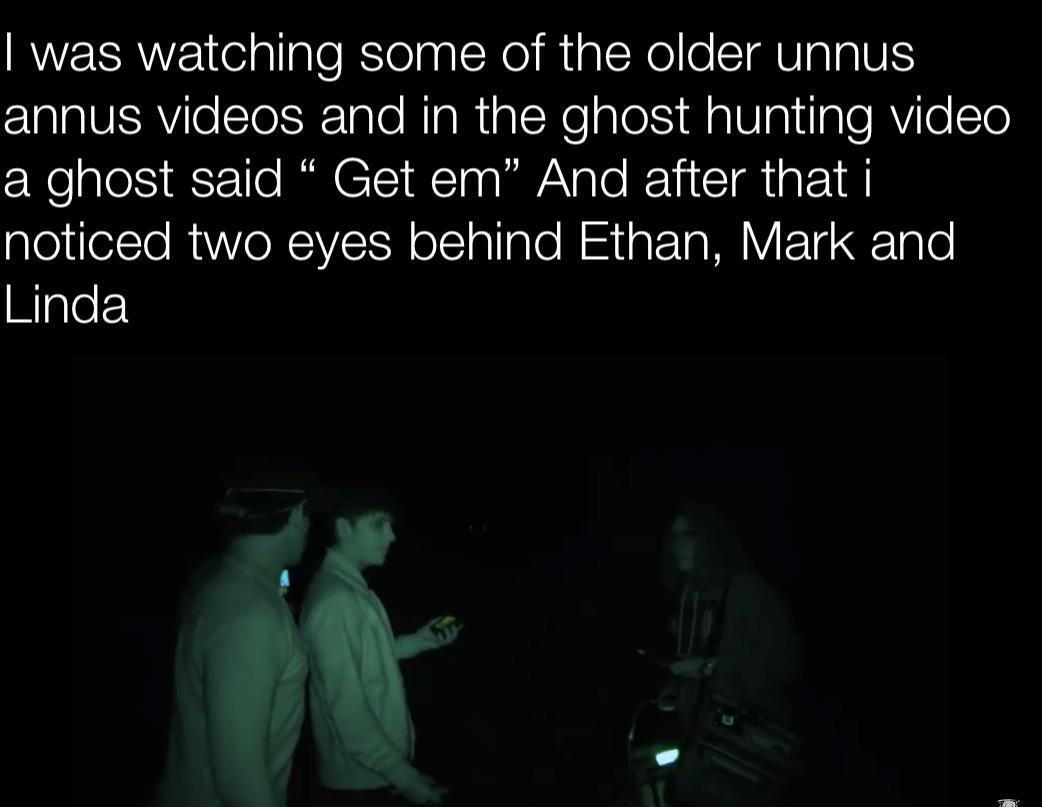 I was watching some of the older unnus
annus videos and in the ghost hunting video
a ghost said “ Get em” And after that i
noticed two eyes behind Ethan, Mark and
Linda